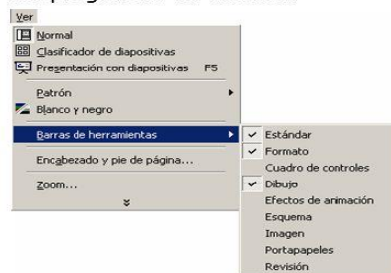 Ver
Normal
Clasificador de diapositivas
Presentación con diapositivas F5
Patrón
Blanco y negro
Barras de herramientas
Encabezado y pie de página...
Zoom...
Estándar
Formato
Cuadro de controles
Dibujo
Efectos de animación
Esquema
Imagen
Portapapeles
Revisión